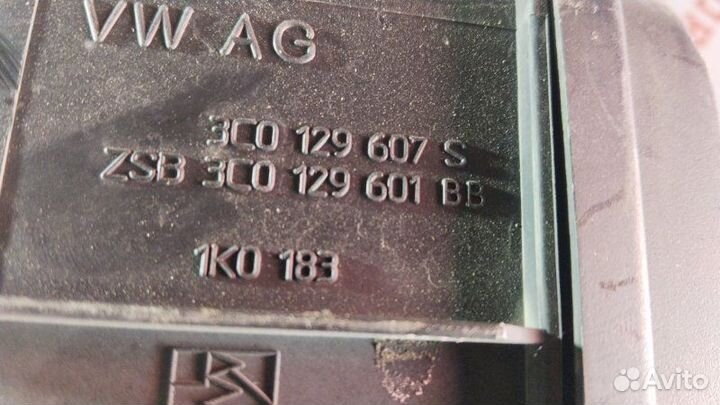 VW AG
3C0 129 607 S
ZSB 3C0 129 601 BB
1K0 183
Avito